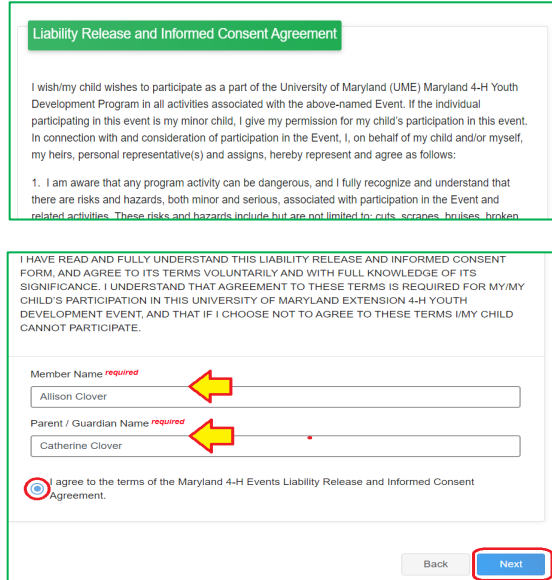 Liability Release and Informed Consent Agreement
I wish/my child wishes to participate as a part of the University of Maryland (UME) Maryland 4-H Youth
Development Program in all activities associated with the above-named Event. If the individual
participating in this event is my minor child, I give my permission for my child's participation in this event.
In connection with and consideration of participation in the Event, I, on behalf of my child and/or myself,
my heirs, personal representative(s) and assigns, hereby represent and agree as follows:
1. I am aware that any program activity can be dangerous, and I fully recognize and understand that
there are risks and hazards, both minor and serious, associated with participation in the Event and
related activities. These risks and hazards include but are not limited to: cuts, scrapes, bruises, broken
I HAVE READ AND FULLY UNDERSTAND THIS LIABILITY RELEASE AND INFORMED CONSENT
FORM, AND AGREE TO ITS TERMS VOLUNTARILY AND WITH FULL KNOWLEDGE OF ITS
SIGNIFICANCE. I UNDERSTAND THAT AGREEMENT TO THESE TERMS IS REQUIRED FOR MY/MY
CHILD'S PARTICIPATION IN THIS UNIVERSITY OF MARYLAND EXTENSION 4-H YOUTH
DEVELOPMENT EVENT, AND THAT IF I CHOOSE NOT TO AGREE TO THESE TERMS I/MY CHILD
CANNOT PARTICIPATE.
Member Name required
Allison Clover
Parent / Guardian Name required
Catherine Clover
I agree to the terms of the Maryland 4-H Events Liability Release and Informed Consent
Agreement.
Back Next